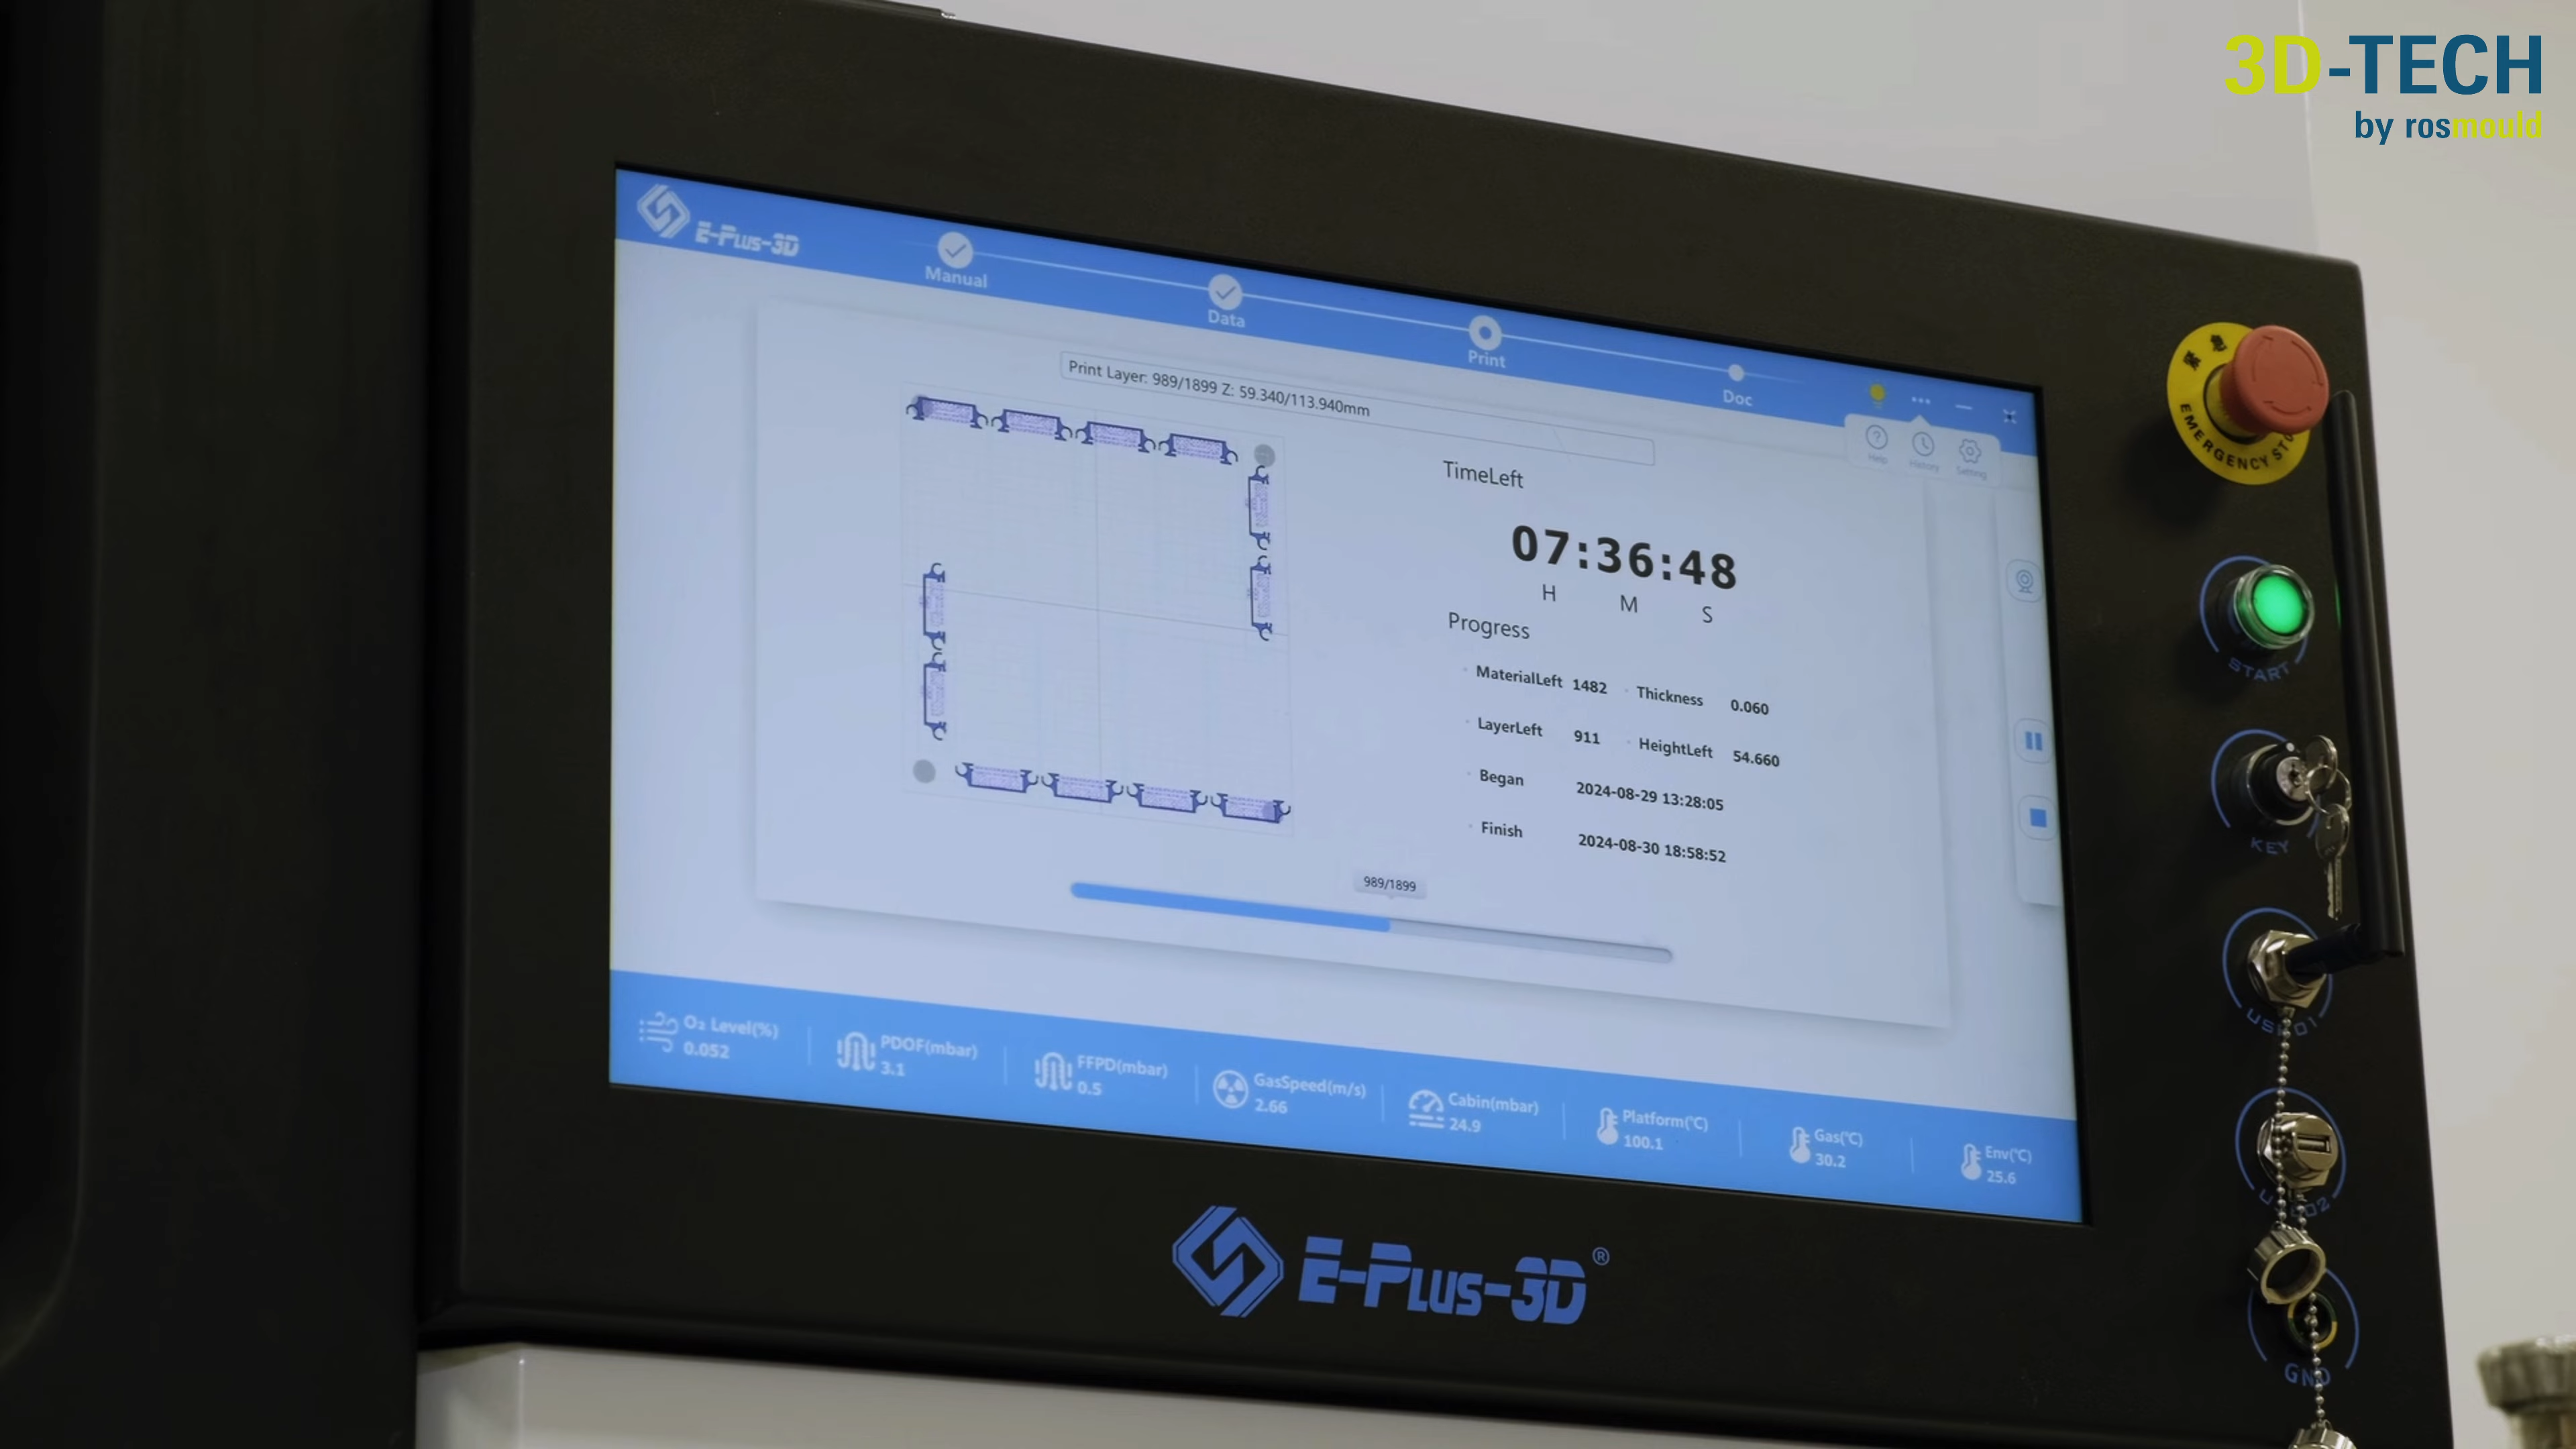 3D-TECH
by rosmould
E-PLUS-3D
Manual
Data
Print
Doc
Print Layer: 989/1899 Z: 59.340/113.940mm
Help
History
Setting
TimeLeft
07:36:48
H M S
Progress
MaterialLeft 1482 Thickness 0.060
LayerLeft 911 HeightLeft 54.660
Began 2024-08-29 13:28:05
Finish 2024-08-30 18:58:52
989/1899
O₂ Level(%)
0.052
PDOF(mbar)
3.1
FFPD(mbar)
0.5
GasSpeed(m/s)
2.66
Cabin(mbar)
24.9
Platform(℃)
100.1
Gas(℃)
30.2
Env(℃)
25.6
E-PLUS-3D®
紧急
EMERGENCY STO
START
KEY
GND